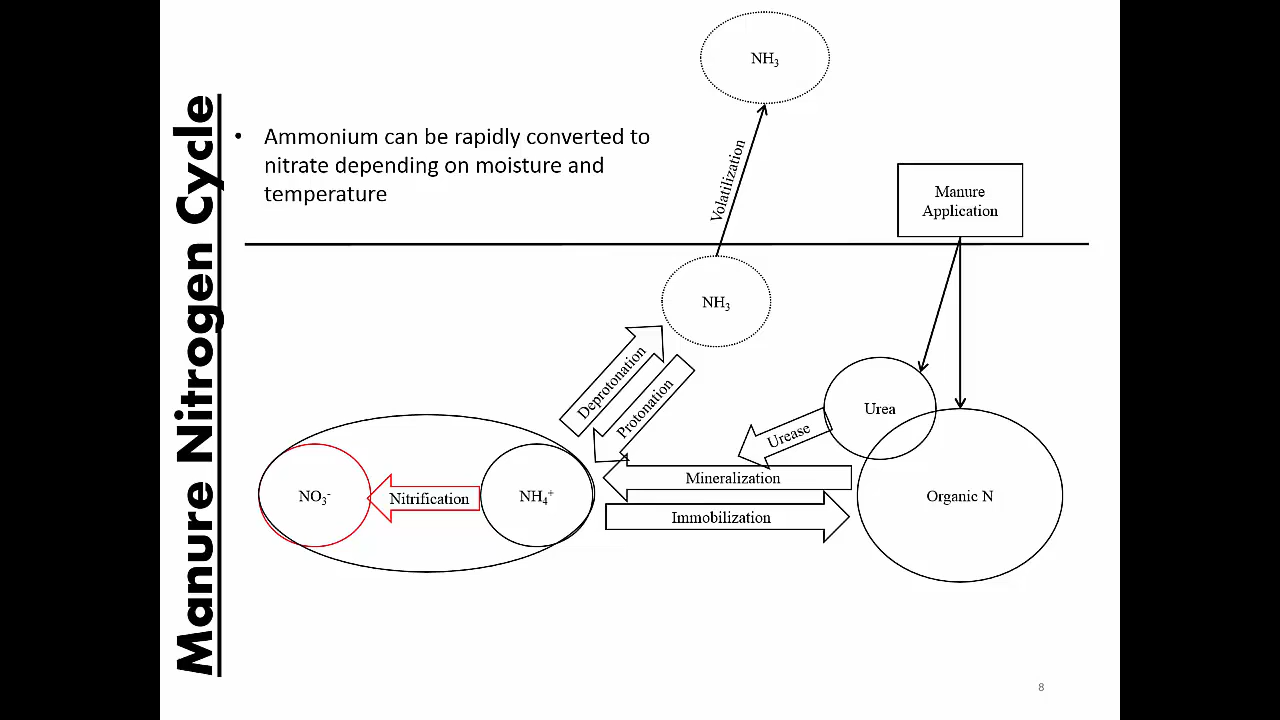 Manure Nitrogen Cycle
• Ammonium can be rapidly converted to
nitrate depending on moisture and
temperature
NH₃
Volatilization
Manure
Application
NH₃
Deprotonation
Protonation
Urea
Urease
Mineralization
Immobilization
Organic N
NO₃⁻
Nitrification
NH₄⁺
8